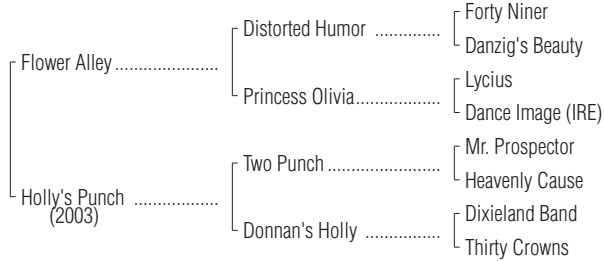 Forty Niner
Distorted Humor ..............
Danzig's Beauty
Flower Alley ......................
Lycius
Princess Olivia..................
Dance Image (IRE)
Mr. Prospector
Two Punch ........................
Heavenly Cause
Holly's Punch ..................
(2003)
Dixieland Band
Donnan's Holly ................
Thirty Crowns